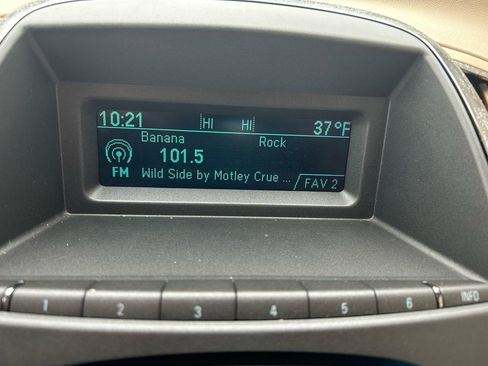 10:21 HI HI 37°F
Banana Rock
101.5
FM Wild Side by Motley Crue ... FAV 2
1 2 3 4 5 6 INFO